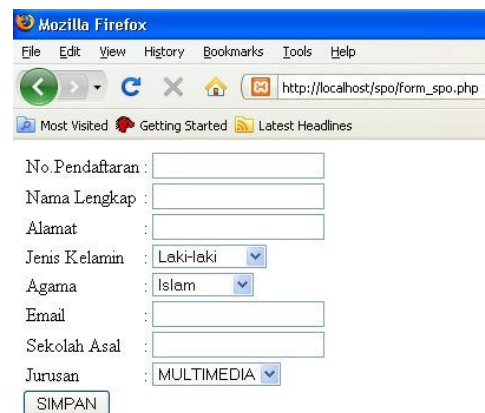 Mozilla Firefox
File Edit View History Bookmarks Tools Help
http://localhost/spo/form_spo.php
Most Visited Getting Started Latest Headlines
No.Pendaftaran :
Nama Lengkap :
Alamat :
Jenis Kelamin : Laki-laki
Agama : Islam
Email :
Sekolah Asal :
Jurusan : MULTIMEDIA
SIMPAN